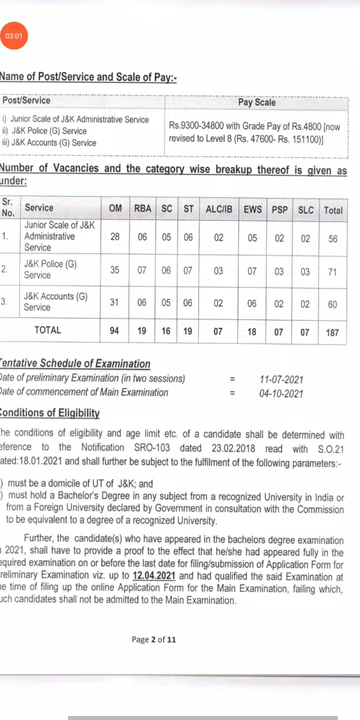 03:01
Name of Post/Service and Scale of Pay:-
Post/Service Pay Scale
i) Junior Scale of J&K Administrative Service
ii) J&K Police (G) Service
iii) J&K Accounts (G) Service
Rs.9300-34800 with Grade Pay of Rs.4800 [now
revised to Level 8 (Rs. 47600- Rs. 151100)]
Number of Vacancies and the category wise breakup thereof is given as
under:
Sr. No. Service OM RBA SC ST ALC/IB EWS PSP SLC Total
1. Junior Scale of J&K Administrative Service 28 06 05 06 02 05 02 02 56
2. J&K Police (G) Service 35 07 06 07 03 07 03 03 71
3. J&K Accounts (G) Service 31 06 05 06 02 06 02 02 60
TOTAL 94 19 16 19 07 18 07 07 187
Tentative Schedule of Examination
Date of preliminary Examination (in two sessions) = 11-07-2021
Date of commencement of Main Examination = 04-10-2021
Conditions of Eligibility
The conditions of eligibility and age limit etc. of a candidate shall be determined with
reference to the Notification SRO-103 dated 23.02.2018 read with S.O.21
dated:18.01.2021 and shall further be subject to the fulfilment of the following parameters:-
) must be a domicile of UT of J&K; and
) must hold a Bachelor's Degree in any subject from a recognized University in India or
from a Foreign University declared by Government in consultation with the Commission
to be equivalent to a degree of a recognized University.
Further, the candidate(s) who have appeared in the bachelors degree examination
in 2021, shall have to provide a proof to the effect that he/she had appeared fully in the
required examination on or before the last date for filing/submission of Application Form for
Preliminary Examination viz. up to 12.04.2021 and had qualified the said Examination at
the time of filing up the online Application Form for the Main Examination, failing which,
such candidates shall not be admitted to the Main Examination.
Page 2 of 11